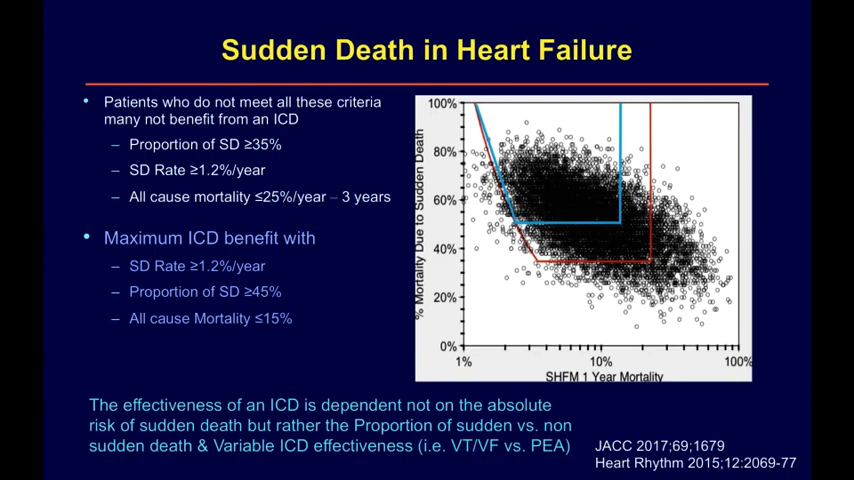 Sudden Death in Heart Failure
• Patients who do not meet all these criteria
many not benefit from an ICD
– Proportion of SD ≥35%
– SD Rate ≥1.2%/year
– All cause mortality ≤25%/year – 3 years
• Maximum ICD benefit with
– SD Rate ≥1.2%/year
– Proportion of SD ≥45%
– All cause Mortality ≤15%
% Mortality Due to Sudden Death
100%
80%
60%
40%
20%
0%
1%
10%
100%
SHFM 1 Year Mortality
The effectiveness of an ICD is dependent not on the absolute
risk of sudden death but rather the Proportion of sudden vs. non
sudden death & Variable ICD effectiveness (i.e. VT/VF vs. PEA)
JACC 2017;69;1679
Heart Rhythm 2015;12:2069-77